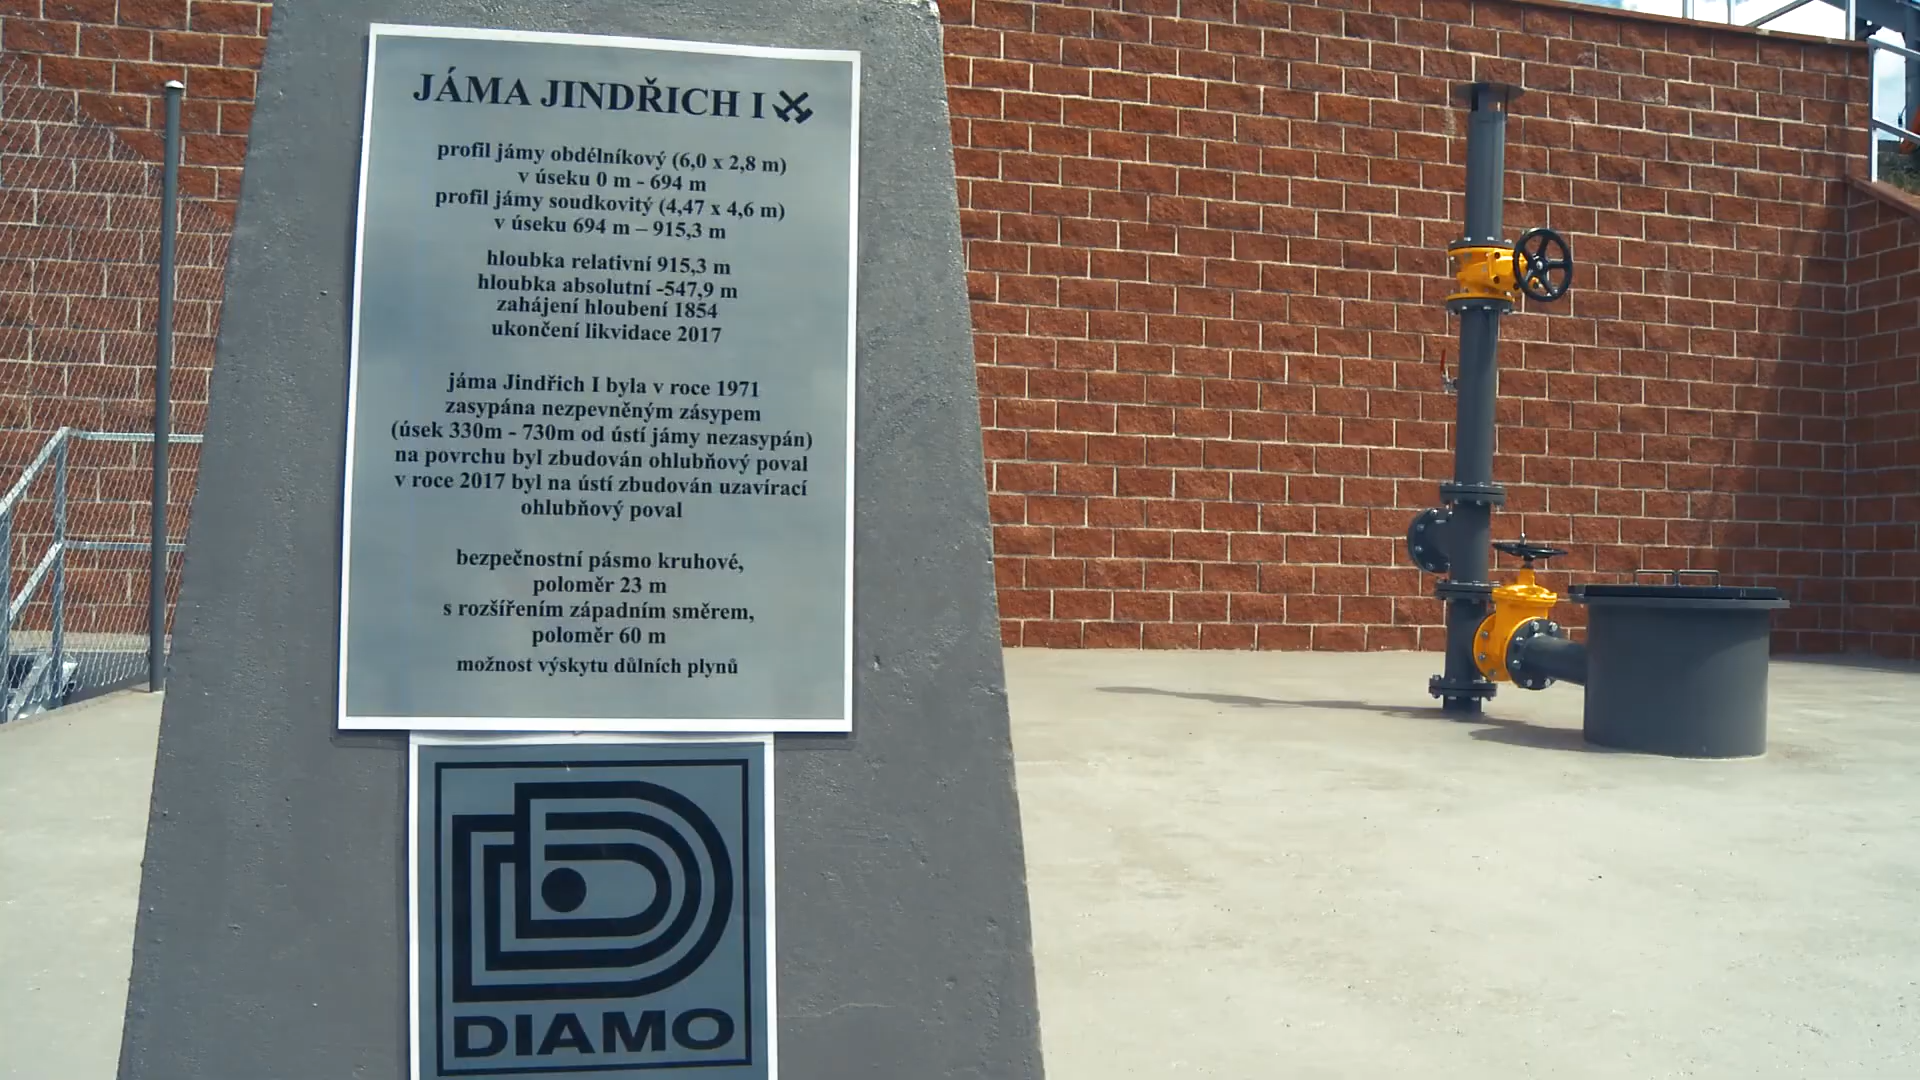 JÁMA JINDŘICH I
profil jámy obdélníkový (6,0 x 2,8 m)
v úseku 0 m - 694 m
profil jámy soudkovitý (4,47 x 4,6 m)
v úseku 694 m – 915,3 m
hloubka relativní 915,3 m
hloubka absolutní -547,9 m
zahájení hloubení 1854
ukončení likvidace 2017
jáma Jindřich I byla v roce 1971
zasypána nezpevněným zásypem
(úsek 330m - 730m od ústí jámy nezasypán)
na povrchu byl zbudován ohlubňový poval
v roce 2017 byl na ústí zbudován uzavírací
ohlubňový poval
bezpečnostní pásmo kruhové,
poloměr 23 m
s rozšířením západním směrem,
poloměr 60 m
možnost výskytu důlních plynů
DIAMO